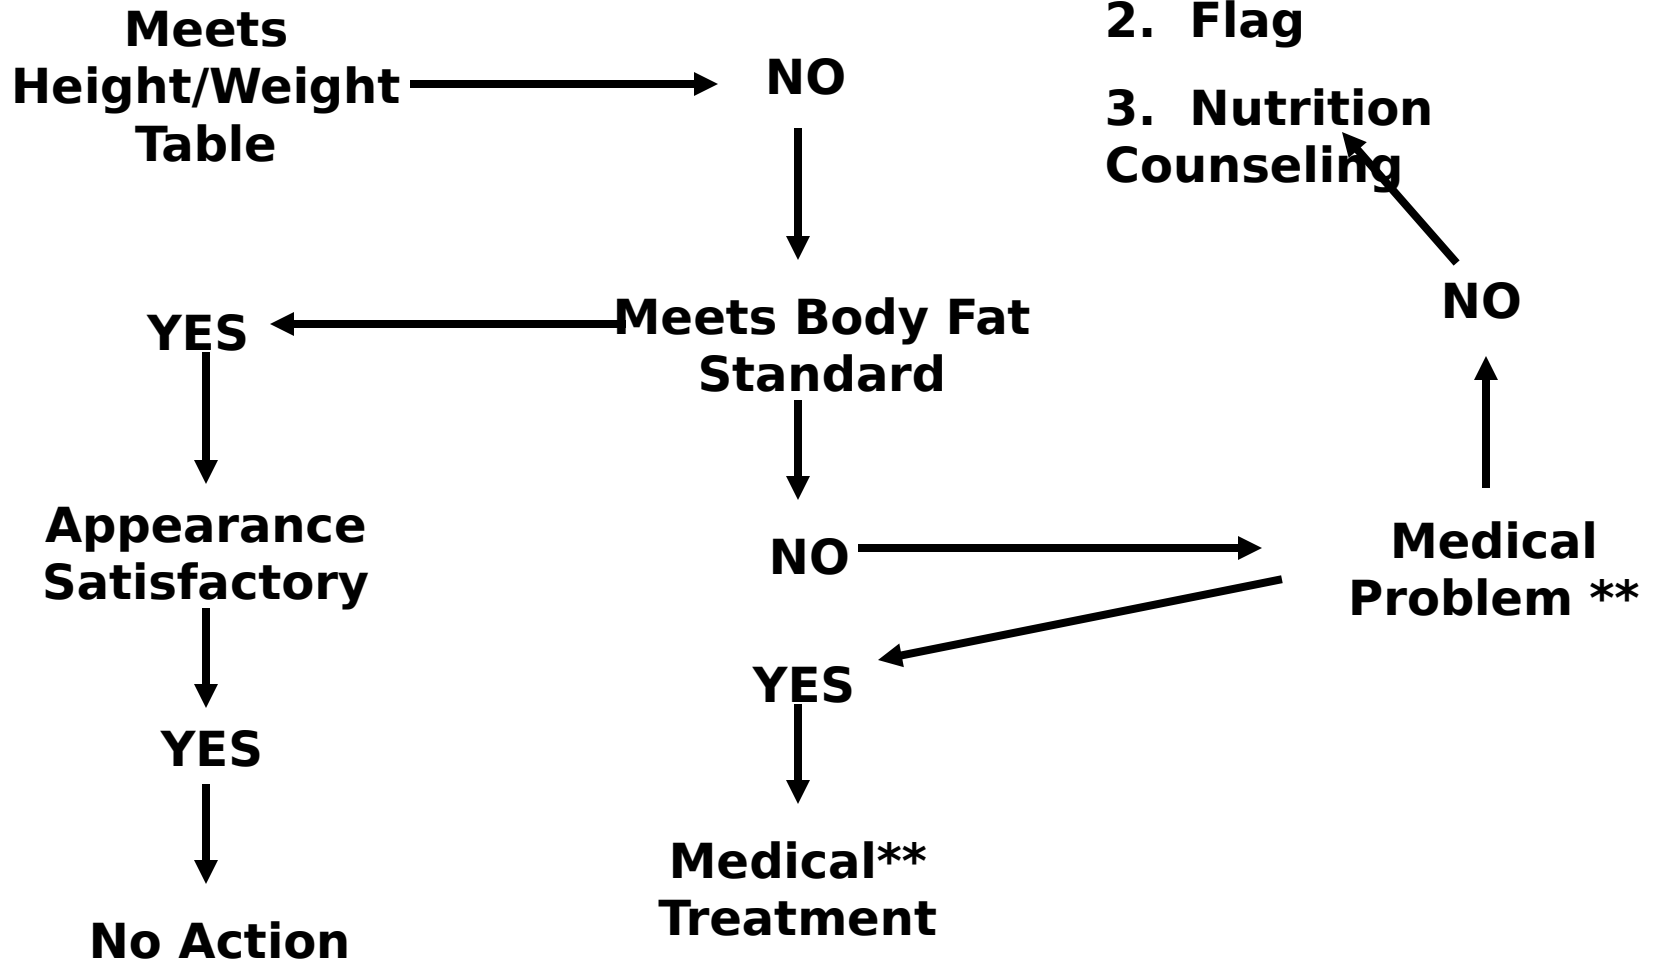 Meets
Height/Weight
Table
NO
2. Flag
3. Nutrition
Counseling
YES
Meets Body Fat
Standard
NO
Appearance
Satisfactory
NO
Medical
Problem **
YES
YES
Medical**
Treatment
No Action